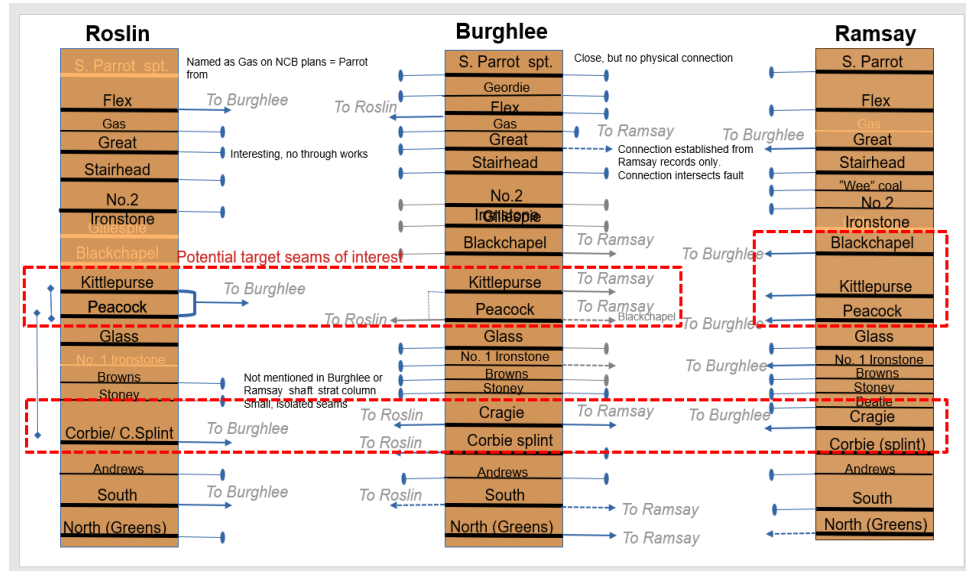 Roslin
S. Parrot spt.
Named as Gas on NCB plans = Parrot
from
Flex
To Burghlee
Gas
Great
Interesting, no through works
Stairhead
No.2
Ironstone
Gillespie
Blackchapel
Potential target seams of interest
Kittlepurse
To Burghlee
Peacock
Glass
No. 1 Ironstone
Browns
Stoney
Not mentioned in Burghlee or
Ramsay shaft strat column
Small, isolated seams
Corbie/ C.Splint
To Burghlee
Andrews
South
To Burghlee
North (Greens)
Burghlee
S. Parrot spt.
Close, but no physical connection
Geordie
To Roslin
Flex
Gas
To Ramsay
Great
Connection established from
Ramsay records only.
Connection intersects fault
Stairhead
No.2
Ironstone
Gillespie
Blackchapel
To Ramsay
Kittlepurse
To Ramsay
Peacock
To Ramsay
Blackchapel
To Roslin
Glass
No. 1 Ironstone
Browns
Stoney
To Roslin
Cragie
To Ramsay
To Roslin
Corbie splint
Andrews
To Roslin
South
To Ramsay
North (Greens)
To Ramsay
Ramsay
S. Parrot
Flex
Gas
To Burghlee
Great
Stairhead
“Wee” coal
No.2
Ironstone
Blackchapel
To Burghlee
Kittlepurse
Peacock
To Burghlee
Glass
No. 1 Ironstone
Browns
Stoney
Beatie
To Burghlee
Cragie
Corbie (splint)
Andrews
South
North (Greens)